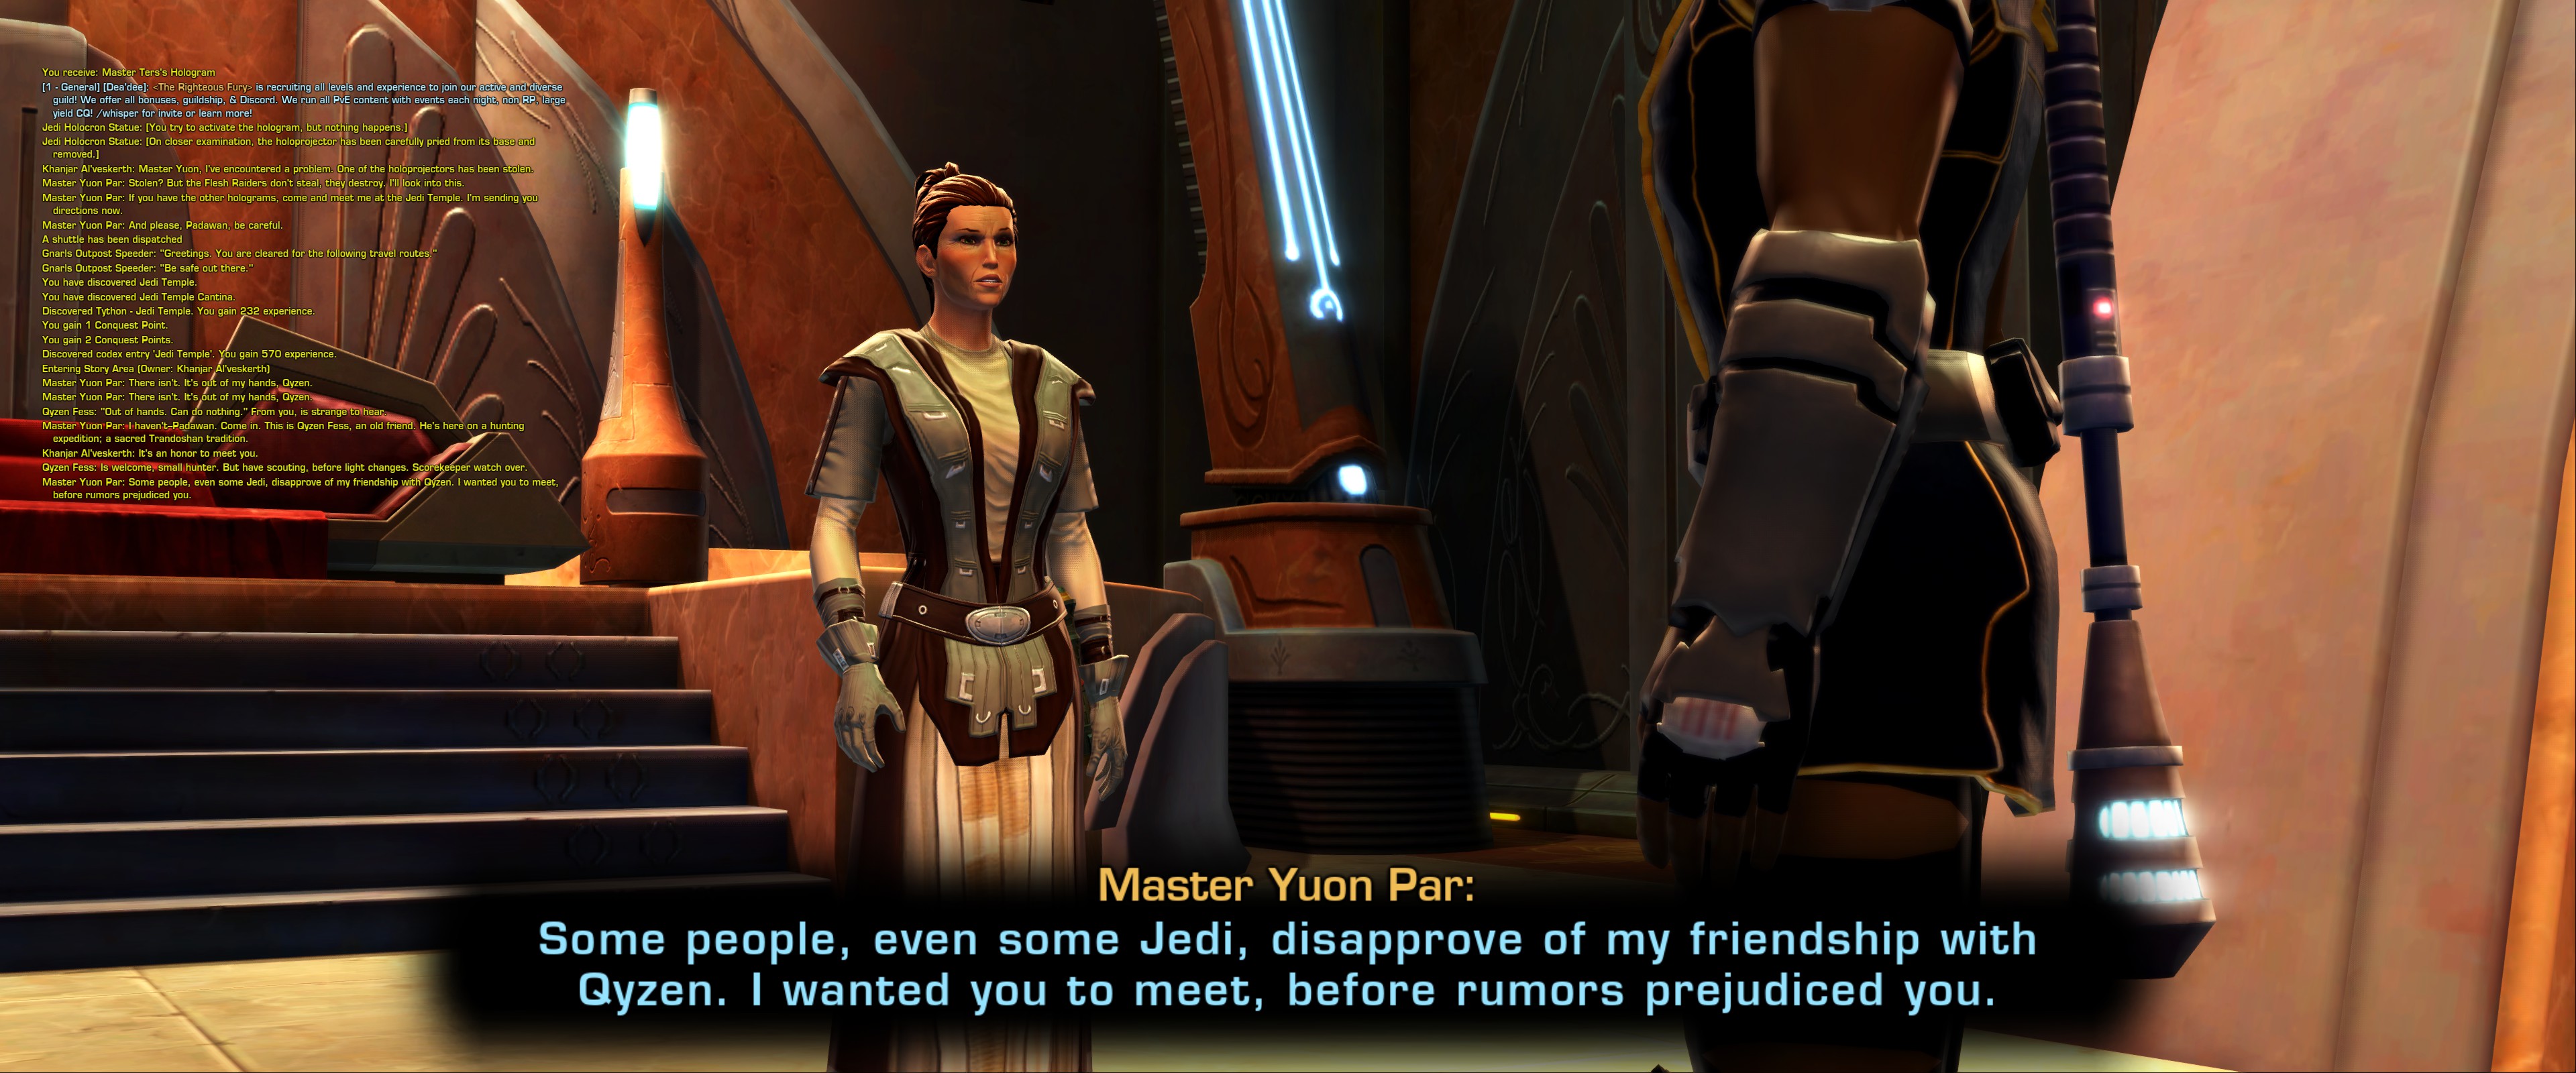 You receive: Master Ters's Hologram
[1 - General] [Dea'dee]: <The Righteous Fury> is recruiting all levels and experience to join our active and diverse
guild! We offer all bonuses, guildship, & Discord. We run all PvE content with events each night, non RP, large
yield CQ! /whisper for invite or learn more!
Jedi Holocron Statue: [You try to activate the hologram, but nothing happens.]
Jedi Holocron Statue: [On closer examination, the holoprojector has been carefully pried from its base and
removed.]
Khanjar Al'veskerth: Master Yuon, I've encountered a problem. One of the holoprojectors has been stolen.
Master Yuon Par: Stolen? But the Flesh Raiders don't steal, they destroy. I'll look into this.
Master Yuon Par: If you have the other holograms, come and meet me at the Jedi Temple. I'm sending you
directions now.
Master Yuon Par: And please, Padawan, be careful.
A shuttle has been dispatched
Gnarls Outpost Speeder: "Greetings. You are cleared for the following travel routes."
Gnarls Outpost Speeder: "Be safe out there."
You have discovered Jedi Temple.
You have discovered Jedi Temple Cantina.
Discovered Tython - Jedi Temple. You gain 232 experience.
You gain 1 Conquest Point.
You gain 2 Conquest Points.
Discovered codex entry 'Jedi Temple'. You gain 570 experience.
Entering Story Area (Owner: Khanjar Al'veskerth)
Master Yuon Par: There isn't. It's out of my hands, Qyzen.
Master Yuon Par: There isn't. It's out of my hands, Qyzen.
Qyzen Fess: "Out of hands. Can do nothing." From you, is strange to hear.
Master Yuon Par: I haven't–Padawan. Come in. This is Qyzen Fess, an old friend. He's here on a hunting
expedition; a sacred Trandoshan tradition.
Khanjar Al'veskerth: It's an honor to meet you.
Qyzen Fess: Is welcome, small hunter. But have scouting, before light changes. Scorekeeper watch over.
Master Yuon Par: Some people, even some Jedi, disapprove of my friendship with Qyzen. I wanted you to meet,
before rumors prejudiced you.
Master Yuon Par:
Some people, even some Jedi, disapprove of my friendship with
Qyzen. I wanted you to meet, before rumors prejudiced you.